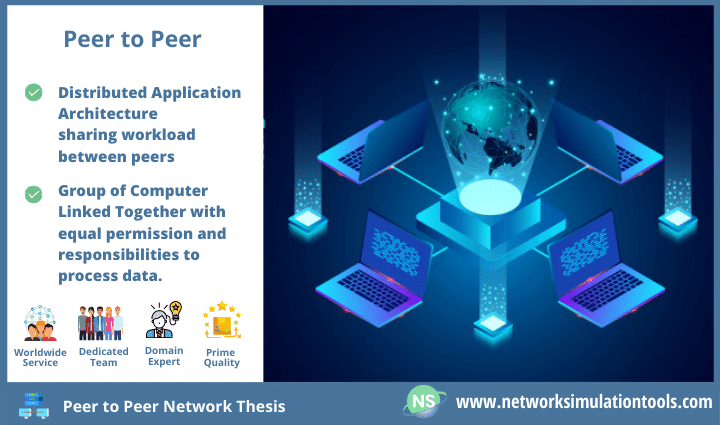 Peer to Peer
Distributed Application
Architecture
sharing workload
between peers
Group of Computer
Linked Together with
equal permission and
responsibilities to
process data.
Worldwide
Service
Dedicated
Team
Domain
Expert
Prime
Quality
Peer to Peer Network Thesis
NS
www.networksimulationtools.com